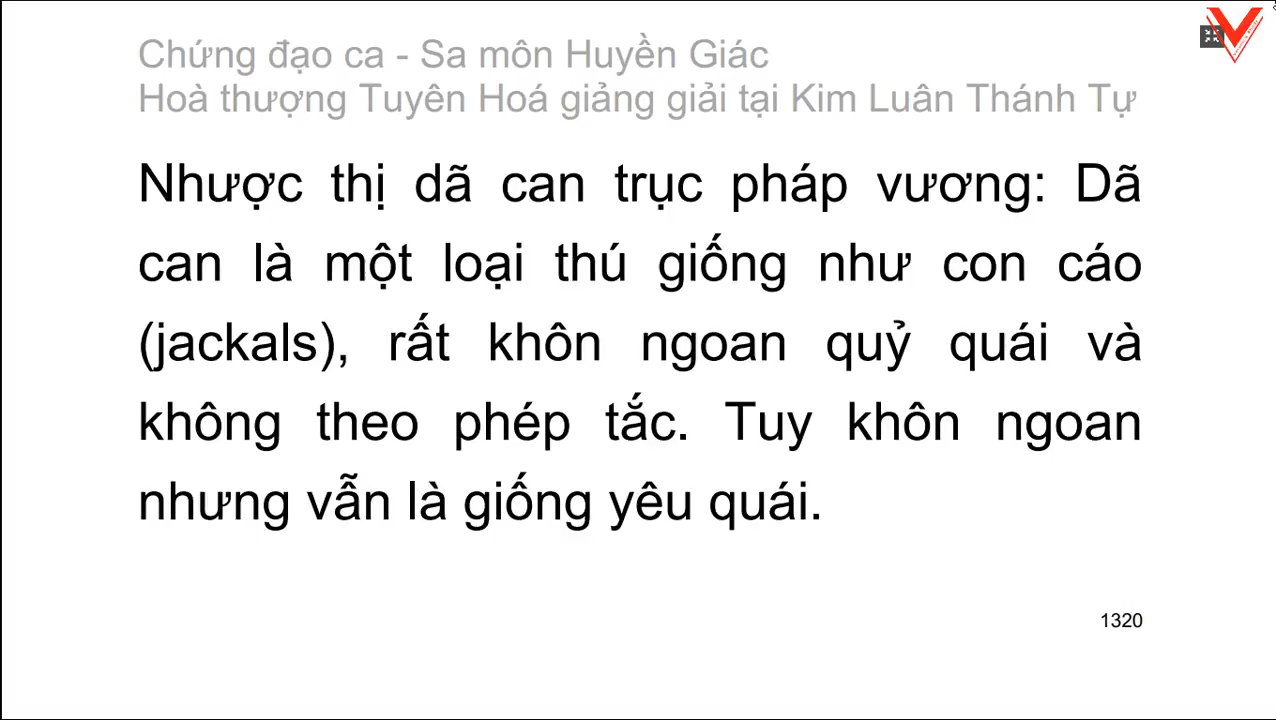 Chứng đạo ca - Sa môn Huyền Giác
Hoà thượng Tuyên Hoá giảng giải tại Kim Luân Thánh Tự
Nhược thị dã can trục pháp vương: Dã
can là một loại thú giống như con cáo
(jackals), rất khôn ngoan quỷ quái và
không theo phép tắc. Tuy khôn ngoan
nhưng vẫn là giống yêu quái.
1320